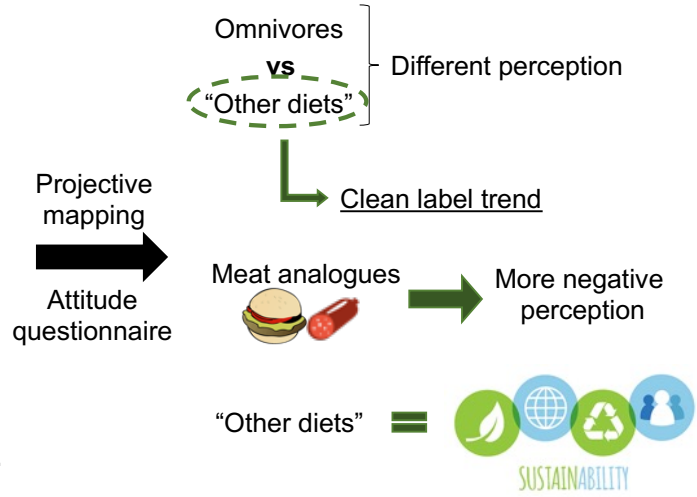 Omnivores
vs
“Other diets”
Different perception
Clean label trend
Projective
mapping
Attitude
questionnaire
Meat analogues
More negative
perception
“Other diets”
SUSTAINABILITY